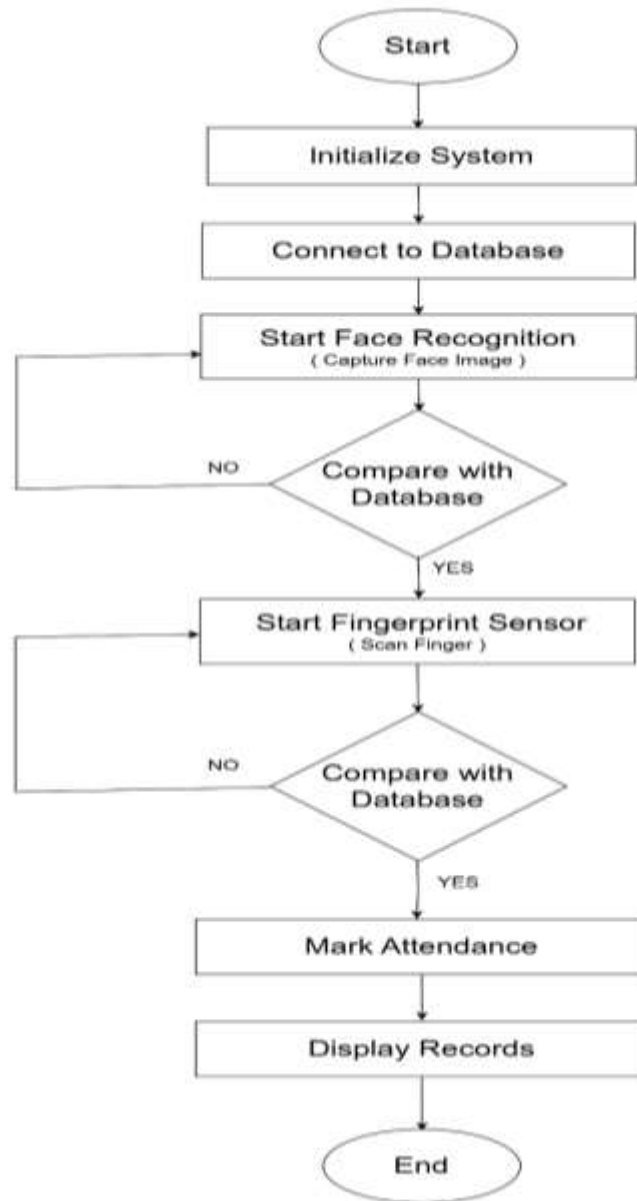 Start
Initialize System
Connect to Database
Start Face Recognition
( Capture Face Image )
NO
Compare with
Database
YES
Start Fingerprint Sensor
( Scan Finger )
NO
Compare with
Database
YES
Mark Attendance
Display Records
End